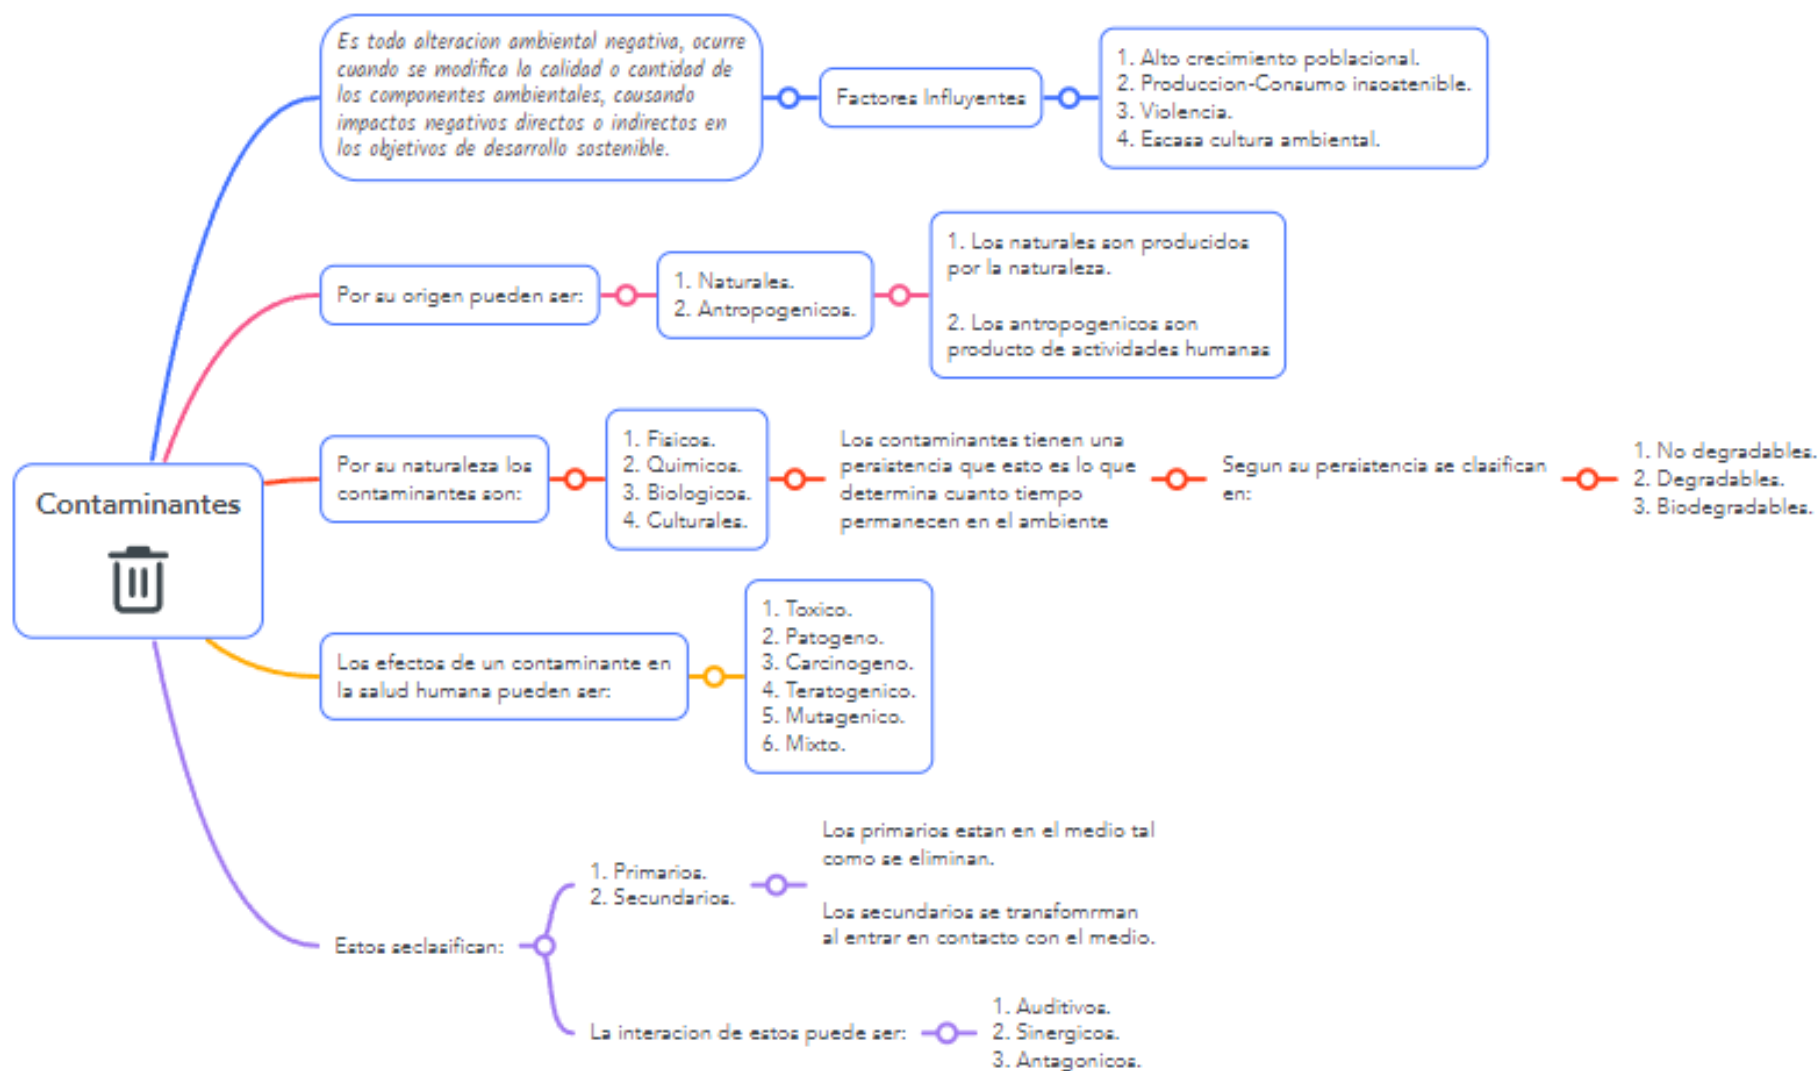 Es toda alteracion ambiental negativa, ocurre
cuando se modifica la calidad o cantidad de
los componentes ambientales, causando
impactos negativos directos o indirectos en
los objetivos de desarrollo sostenible.
Factores Influyentes
1. Alto crecimiento poblacional.
2. Produccion-Consumo insostenible.
3. Violencia.
4. Escasa cultura ambiental.
Por su origen pueden ser:
1. Naturales.
2. Antropogenicos.
1. Los naturales son producidos
por la naturaleza.
2. Los antropogenicos son
producto de actividades humanas
Contaminantes
Por su naturaleza los
contaminantes son:
1. Fisicos.
2. Quimicos.
3. Biologicos.
4. Culturales.
Los contaminantes tienen una
persistencia que esto es lo que
determina cuanto tiempo
permanecen en el ambiente
Segun su persistencia se clasifican
en:
1. No degradables.
2. Degradables.
3. Biodegradables.
Los efectos de un contaminante en
la salud humana pueden ser:
1. Toxico.
2. Patogeno.
3. Carcinogeno.
4. Teratogenico.
5. Mutagenico.
6. Mixto.
Estos seclasifican:
1. Primarios.
2. Secundarios.
Los primarios estan en el medio tal
como se eliminan.
Los secundarios se transfomrman
al entrar en contacto con el medio.
La interacion de estos puede ser:
1. Auditivos.
2. Sinergicos.
3. Antagonicos.